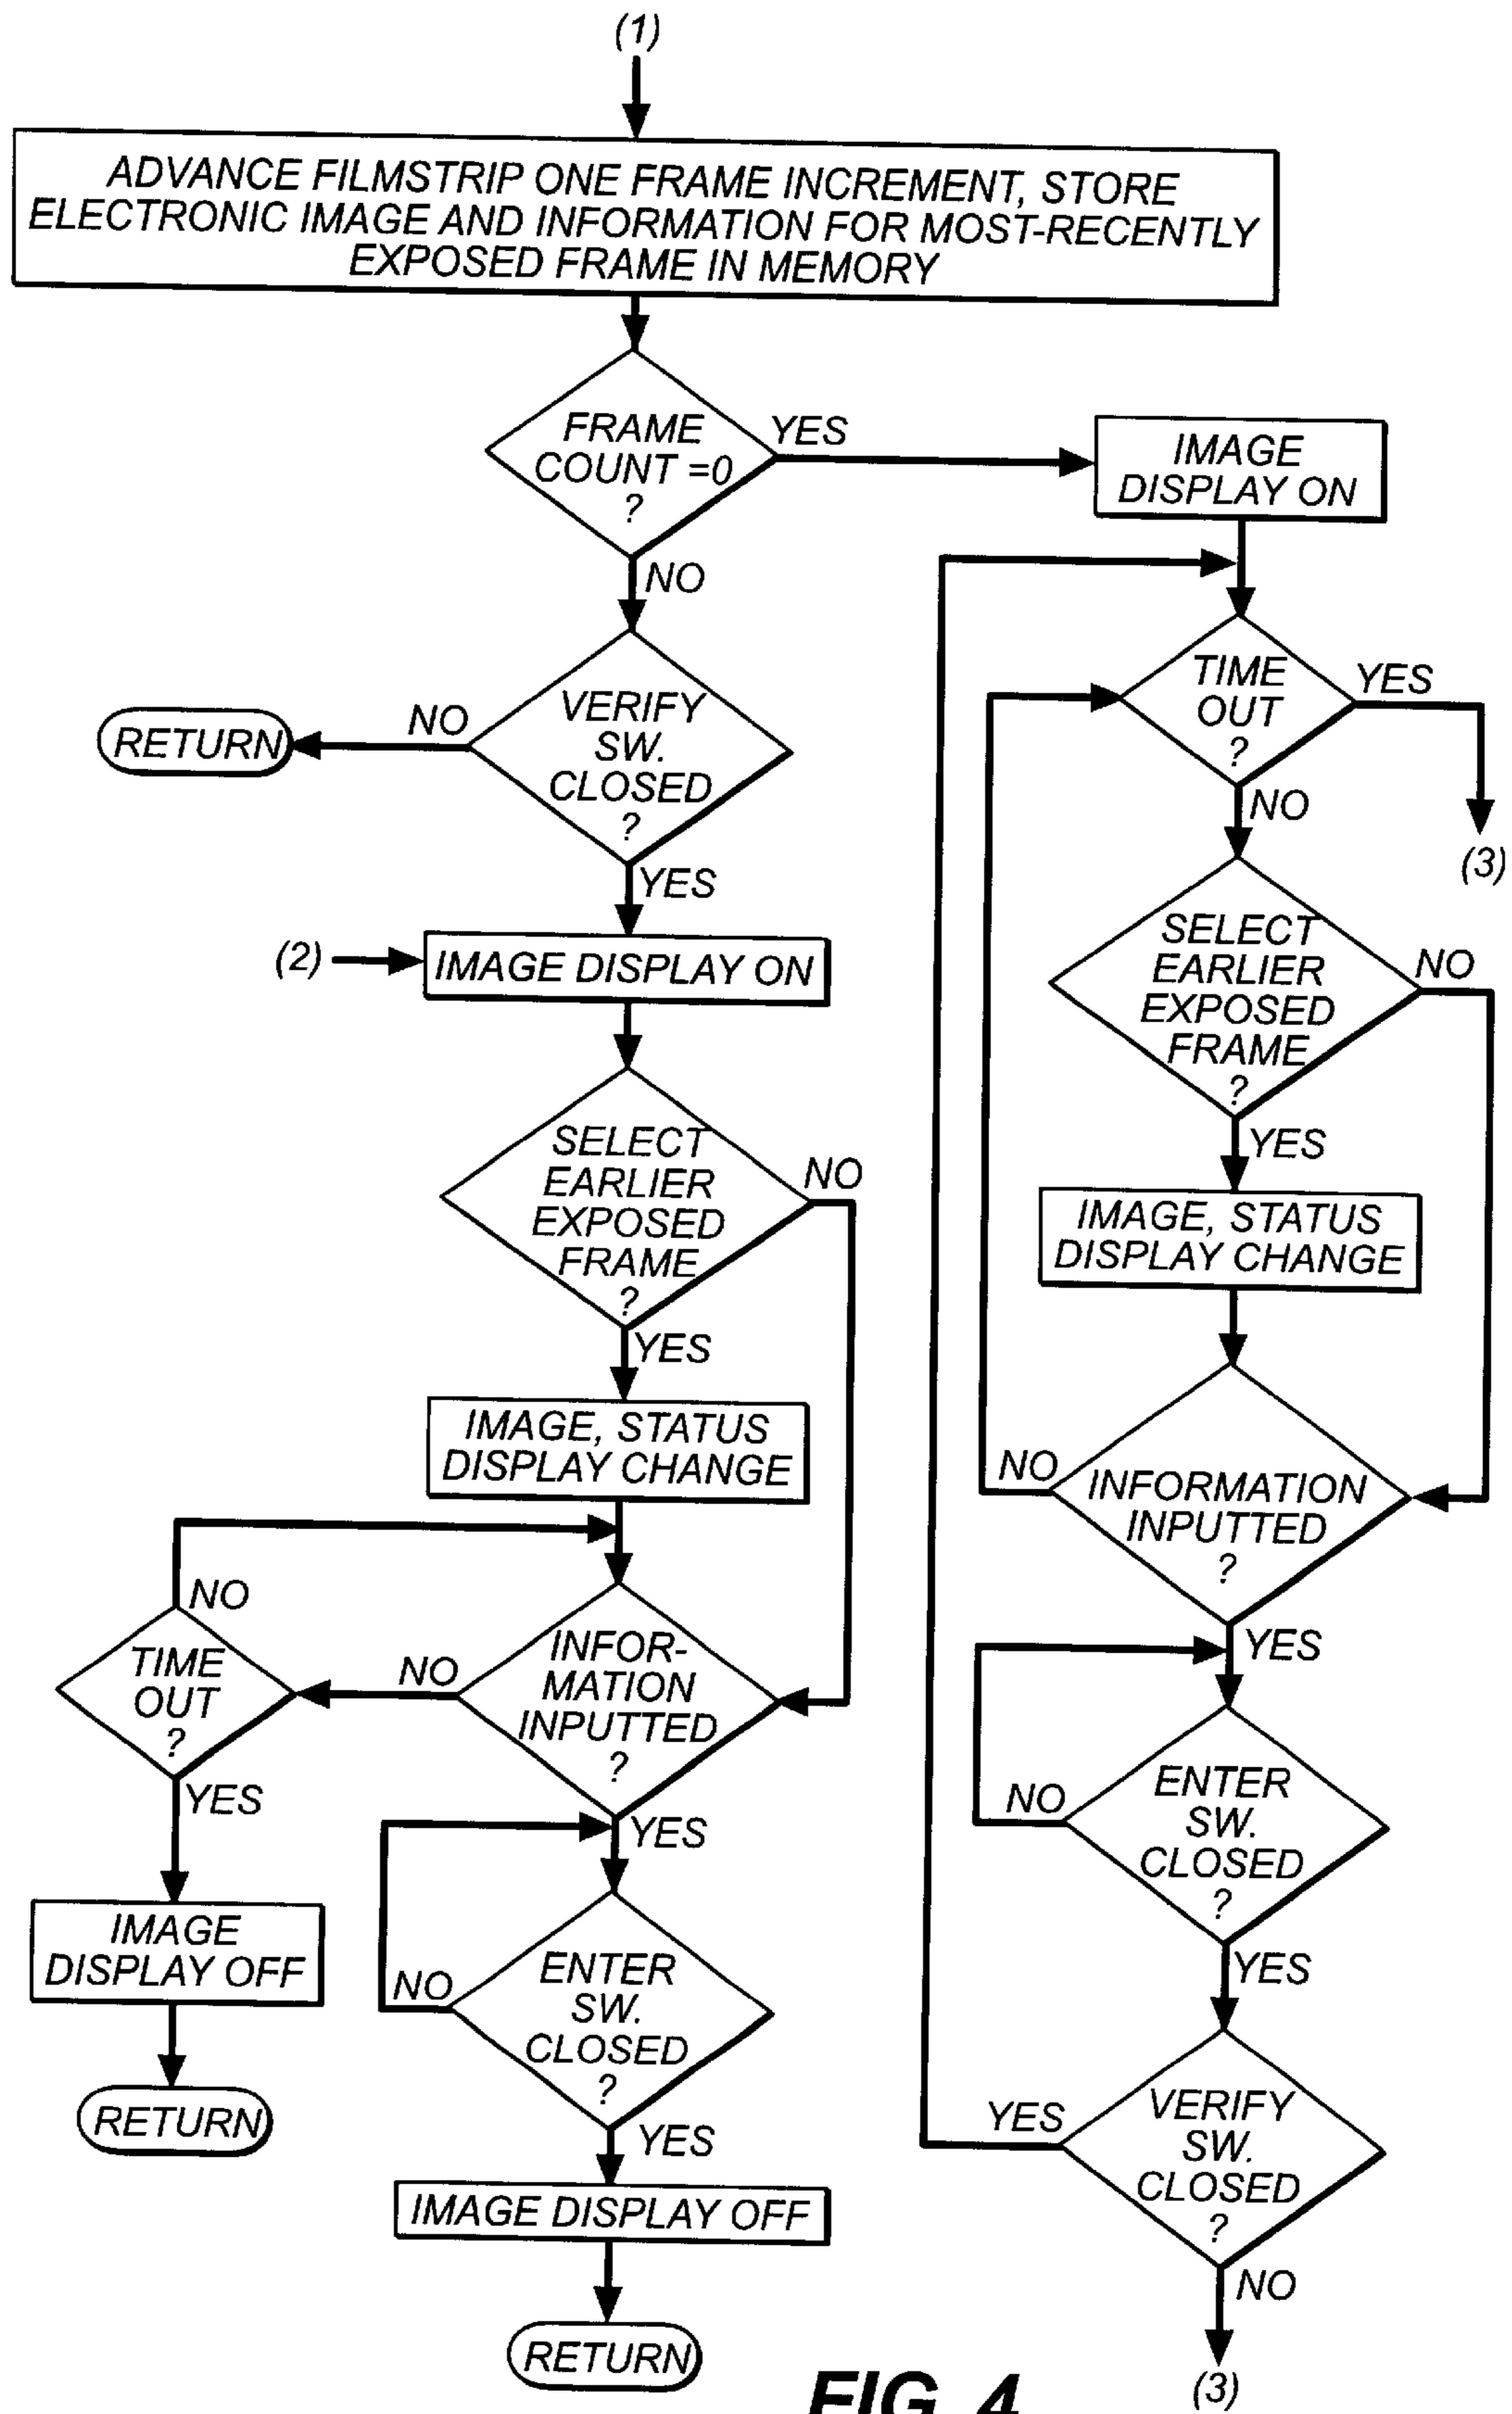 (1)
ADVANCE FILMSTRIP ONE FRAME INCREMENT, STORE
ELECTRONIC IMAGE AND INFORMATION FOR MOST-RECENTLY
EXPOSED FRAME IN MEMORY
FRAME
COUNT =0
?
YES
NO
VERIFY
SW.
CLOSED
?
NO
RETURN
YES
(2)
IMAGE DISPLAY ON
SELECT
EARLIER
EXPOSED
FRAME
?
NO
YES
IMAGE, STATUS
DISPLAY CHANGE
INFOR-
MATION
INPUTTED
?
NO
TIME
OUT
?
NO
YES
IMAGE
DISPLAY OFF
RETURN
YES
ENTER
SW.
CLOSED
?
NO
YES
IMAGE DISPLAY OFF
RETURN
IMAGE
DISPLAY ON
TIME
OUT
?
YES
(3)
NO
SELECT
EARLIER
EXPOSED
FRAME
?
NO
YES
IMAGE, STATUS
DISPLAY CHANGE
INFORMATION
INPUTTED
?
NO
YES
ENTER
SW.
CLOSED
?
NO
YES
VERIFY
SW.
CLOSED
?
YES
NO
(3)
FIG. 4